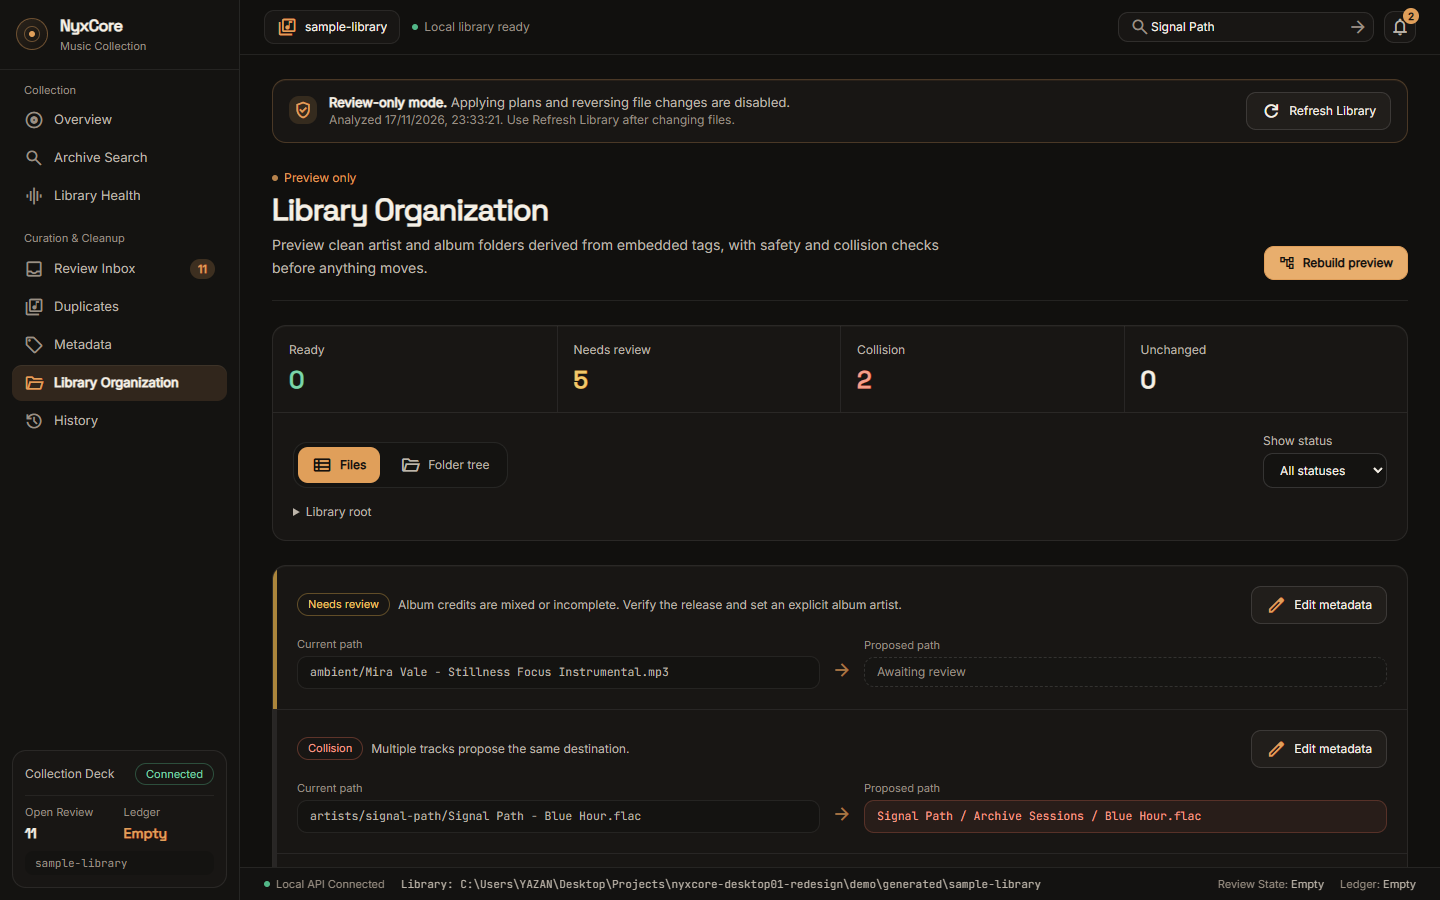 NyxCore
Music Collection
sample-library
Local library ready
Signal Path
2
Collection
Overview
Archive Search
Library Health
Curation & Cleanup
Review Inbox
11
Duplicates
Metadata
Library Organization
History
Collection Deck
Connected
Open Review
Ledger
11
Empty
sample-library
Review-only mode. Applying plans and reversing file changes are disabled.
Analyzed 17/11/2026, 23:33:21. Use Refresh Library after changing files.
Refresh Library
Preview only
Library Organization
Preview clean artist and album folders derived from embedded tags, with safety and collision checks
before anything moves.
Rebuild preview
Ready
0
Needs review
5
Collision
2
Unchanged
0
Files
Folder tree
Show status
All statuses
Library root
Needs review
Album credits are mixed or incomplete. Verify the release and set an explicit album artist.
Edit metadata
Current path
ambient/Mira Vale - Stillness Focus Instrumental.mp3
Proposed path
Awaiting review
Collision
Multiple tracks propose the same destination.
Edit metadata
Current path
artists/signal-path/Signal Path - Blue Hour.flac
Proposed path
Signal Path / Archive Sessions / Blue Hour.flac
Local API Connected
Library: C:\Users\YAZAN\Desktop\Projects\nyxcore-desktop01-redesign\demo\generated\sample-library
Review State: Empty
Ledger: Empty